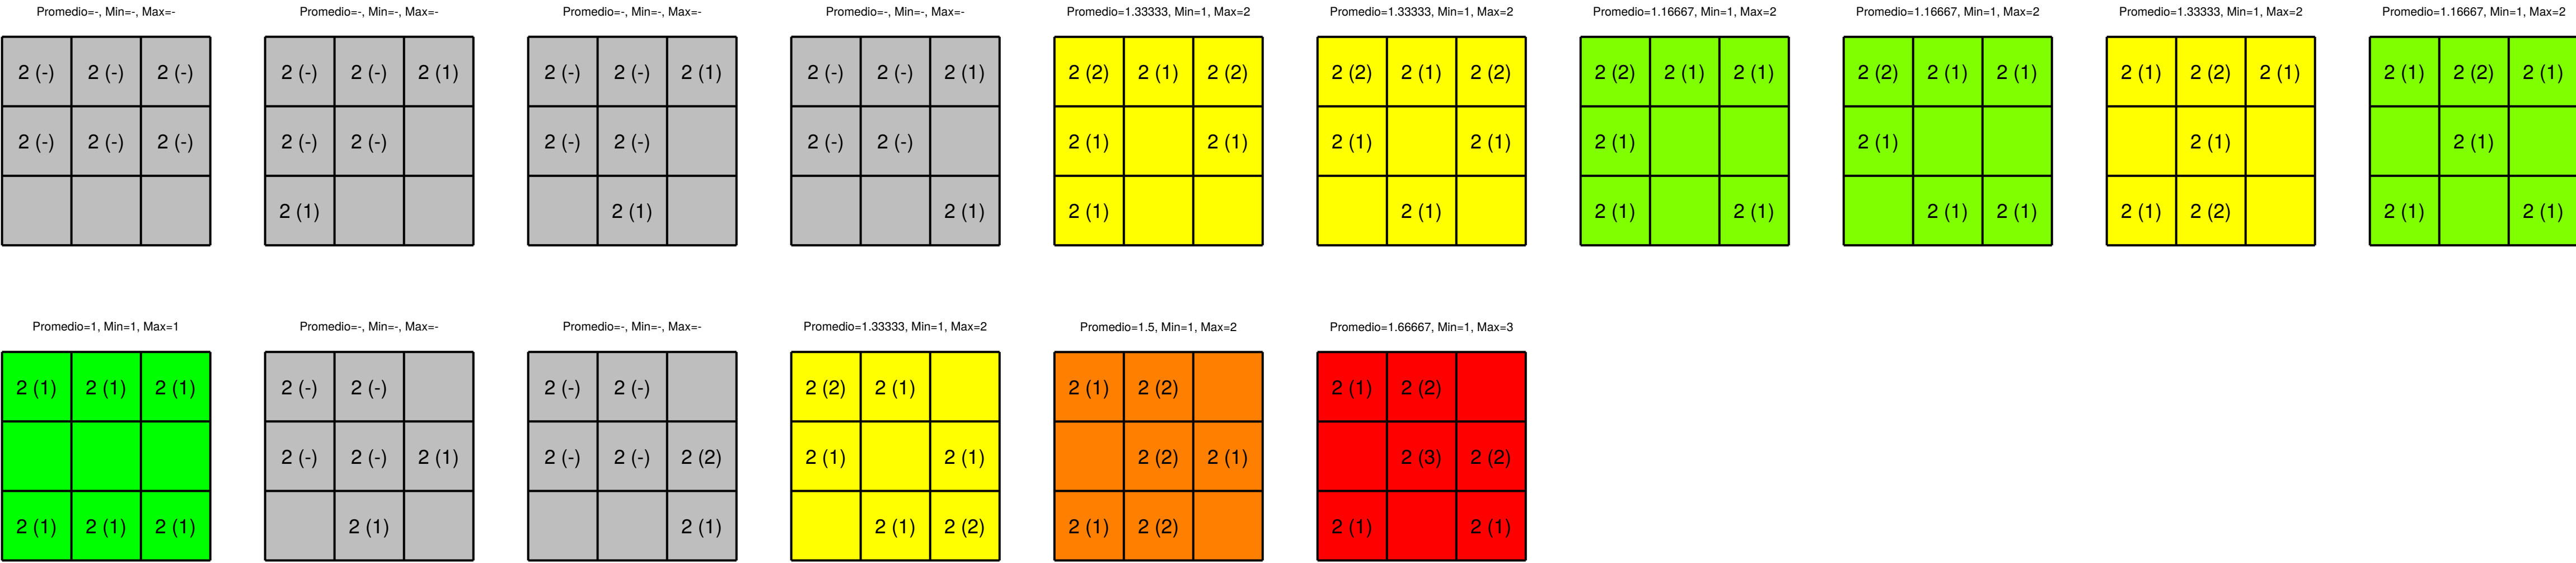 Promedio=-, Min=-, Max=- Promedio=-, Min=-, Max=- Promedio=-, Min=-, Max=- Promedio=-, Min=-, Max=- Promedio=1.33333, Min=1, Max=2 Promedio=1.33333, Min=1, Max=2 Promedio=1.16667, Min=1, Max=2 Promedio=1.16667, Min=1, Max=2 Promedio=1.33333, Min=1, Max=2 Promedio=1.16667, Min=1, Max=2
2 (-) 2 (-) 2 (-) 2 (-) 2 (-) 2 (1) 2 (-) 2 (-) 2 (1) 2 (-) 2 (-) 2 (1) 2 (2) 2 (1) 2 (2) 2 (2) 2 (1) 2 (2) 2 (2) 2 (1) 2 (1) 2 (2) 2 (1) 2 (1) 2 (1) 2 (2) 2 (1) 2 (1) 2 (2) 2 (1)
2 (-) 2 (-) 2 (-) 2 (-) 2 (-) 2 (-) 2 (-) 2 (-) 2 (-) 2 (1) 2 (1) 2 (1) 2 (1) 2 (1) 2 (1) 2 (1) 2 (1)
2 (1) 2 (1) 2 (1) 2 (1) 2 (1) 2 (1) 2 (1) 2 (1) 2 (1) 2 (1) 2 (2) 2 (1) 2 (1)
Promedio=1, Min=1, Max=1 Promedio=-, Min=-, Max=- Promedio=-, Min=-, Max=- Promedio=1.33333, Min=1, Max=2 Promedio=1.5, Min=1, Max=2 Promedio=1.66667, Min=1, Max=3
2 (1) 2 (1) 2 (1) 2 (-) 2 (-) 2 (-) 2 (-) 2 (2) 2 (1) 2 (1) 2 (2) 2 (1) 2 (2)
2 (-) 2 (-) 2 (1) 2 (-) 2 (-) 2 (2) 2 (1) 2 (1) 2 (2) 2 (1) 2 (3) 2 (2)
2 (1) 2 (1) 2 (1) 2 (1) 2 (1) 2 (1) 2 (2) 2 (1) 2 (2) 2 (1) 2 (1)